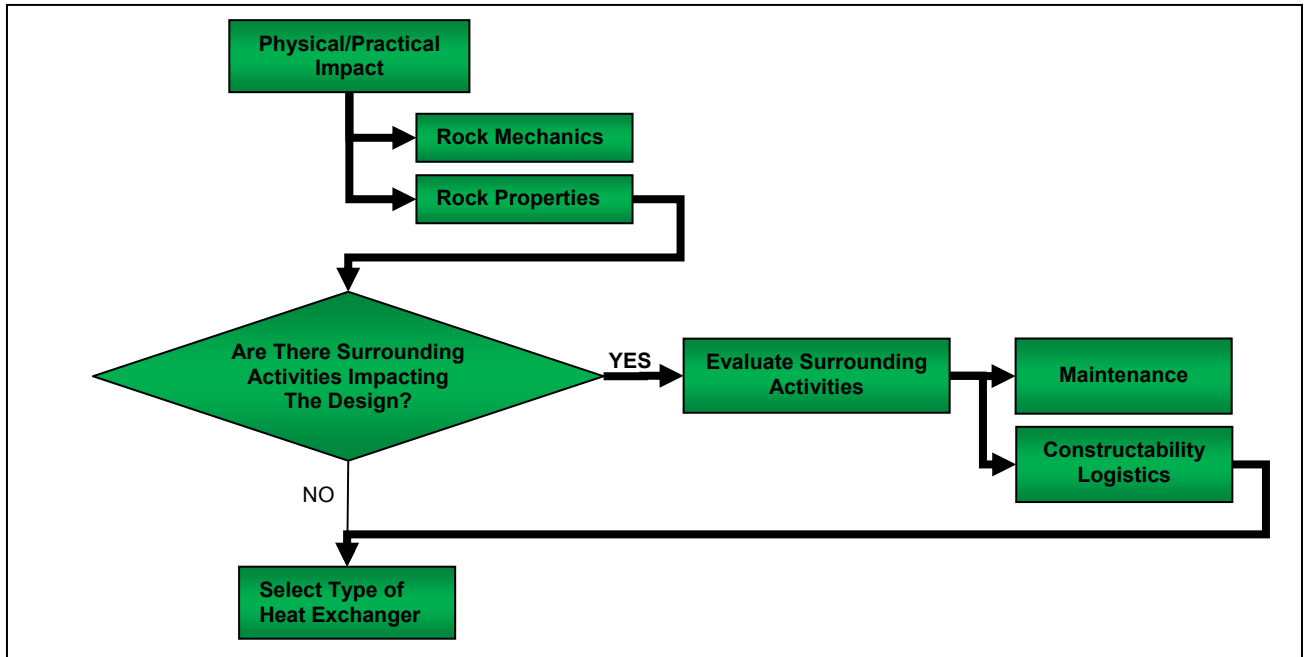 Physical/Practical
Impact
Rock Mechanics
Rock Properties
Are There Surrounding
Activities Impacting
The Design?
YES
Evaluate Surrounding
Activities
Maintenance
Constructability
Logistics
NO
Select Type of
Heat Exchanger